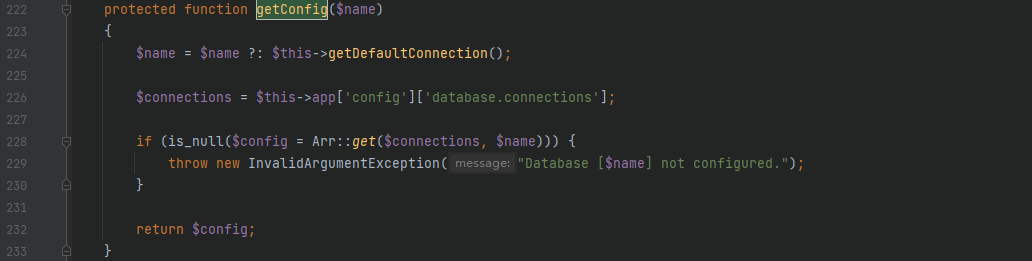 222 protected function getConfig($name)
223 {
224 $name = $name ?: $this->getDefaultConnection();
225
226 $connections = $this->app['config']['database.connections'];
227
228 if (is_null($config = Arr::get($connections, $name))) {
229 throw new InvalidArgumentException( message: "Database [$name] not configured.");
230 }
231
232 return $config;
233 }